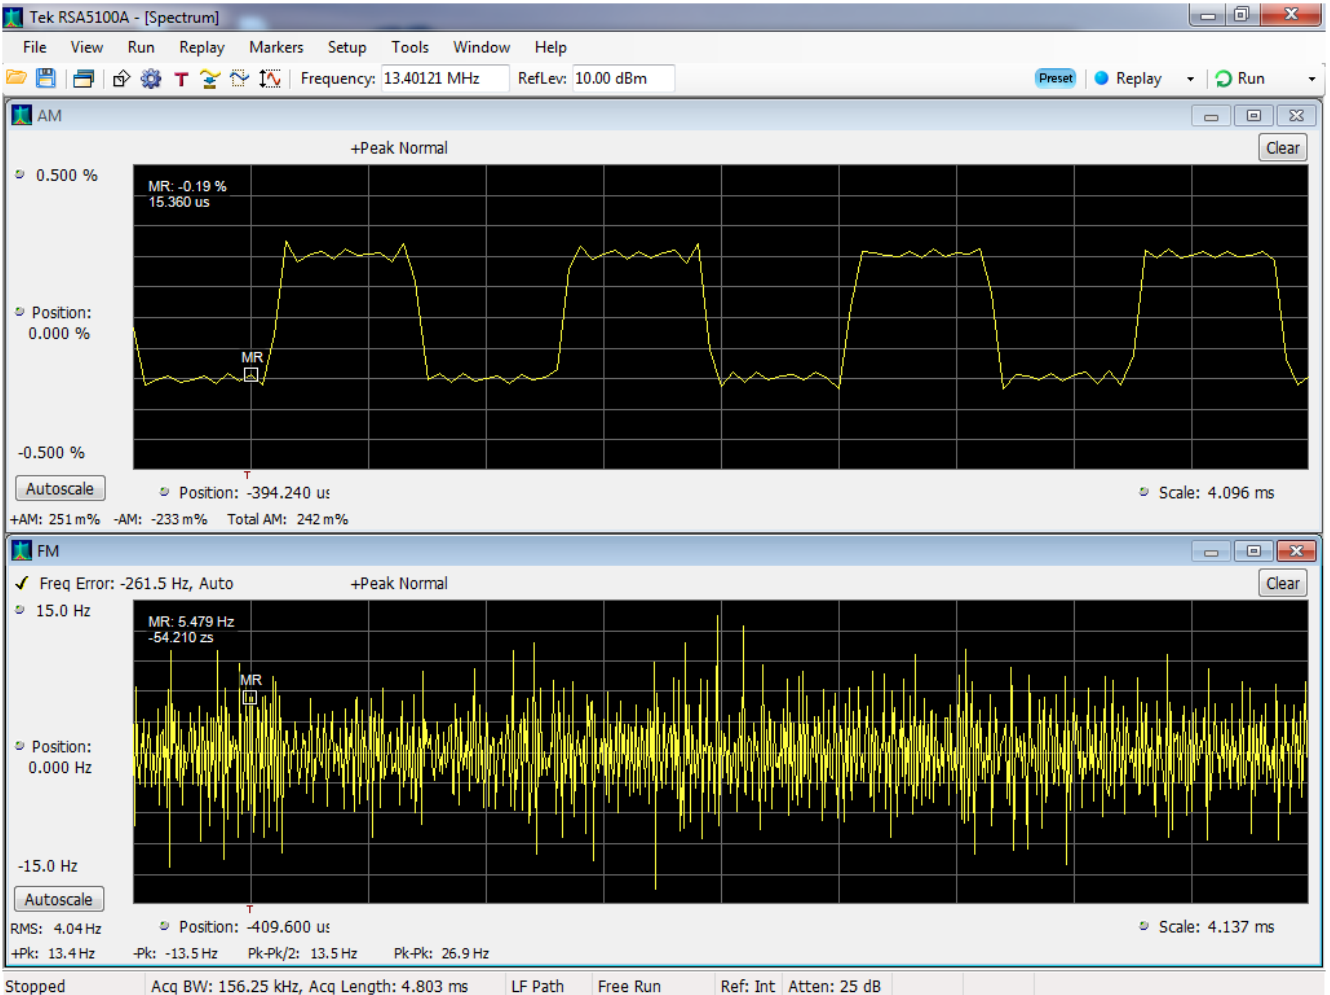 Tek RSA5100A - [Spectrum]
File View Run Replay Markers Setup Tools Window Help
T Frequency: 13.40121 MHz RefLev: 10.00 dBm Preset Replay Run
AM
+Peak Normal Clear
0.500 %
MR: -0.19 %
15.360 us
Position:
0.000 %
MR
-0.500 %
T
Autoscale Position: -394.240 us Scale: 4.096 ms
+AM: 251 m% -AM: -233 m% Total AM: 242 m%
FM
Freq Error: -261.5 Hz, Auto +Peak Normal Clear
15.0 Hz
MR: 5.479 Hz
-54.210 zs
MR
Position:
0.000 Hz
-15.0 Hz
Autoscale
T
RMS: 4.04 Hz Position: -409.600 us Scale: 4.137 ms
+Pk: 13.4 Hz -Pk: -13.5 Hz Pk-Pk/2: 13.5 Hz Pk-Pk: 26.9 Hz
Stopped Acq BW: 156.25 kHz, Acq Length: 4.803 ms LF Path Free Run Ref: Int Atten: 25 dB